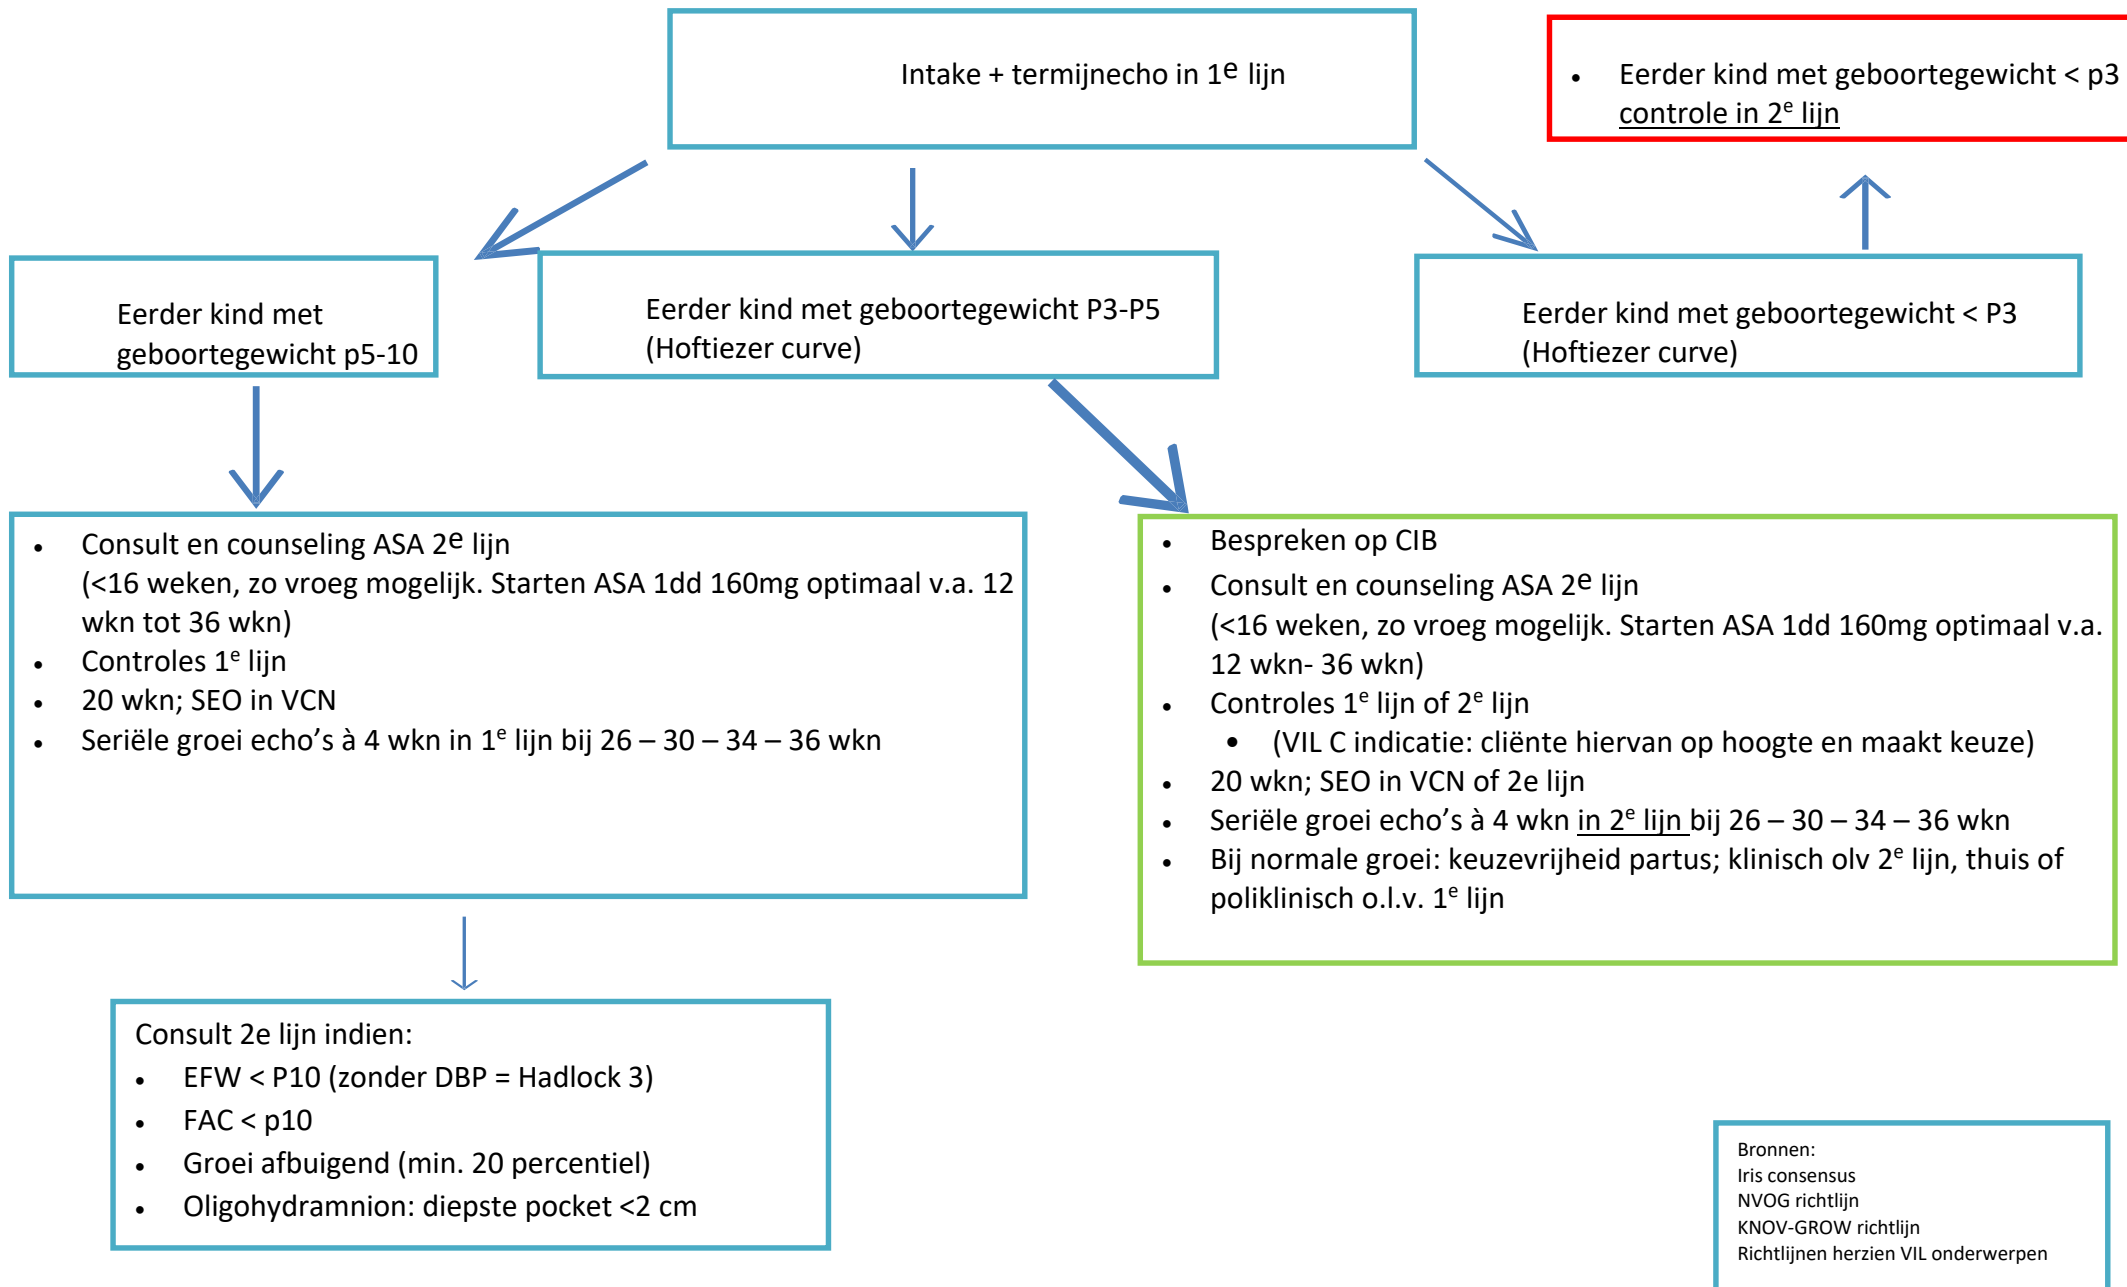 Intake + termijnecho in 1e lijn
• Eerder kind met geboortegewicht < p3
controle in 2e lijn
Eerder kind met
geboortegewicht p5-10
Eerder kind met geboortegewicht P3-P5
(Hoftiezer curve)
Eerder kind met geboortegewicht < P3
(Hoftiezer curve)
• Consult en counseling ASA 2e lijn
(<16 weken, zo vroeg mogelijk. Starten ASA 1dd 160mg optimaal v.a. 12
wkn tot 36 wkn)
• Controles 1e lijn
• 20 wkn; SEO in VCN
• Seriële groei echo's à 4 wkn in 1e lijn bij 26 – 30 – 34 – 36 wkn
• Bespreken op CIB
• Consult en counseling ASA 2e lijn
(<16 weken, zo vroeg mogelijk. Starten ASA 1dd 160mg optimaal v.a.
12 wkn- 36 wkn)
• Controles 1e lijn of 2e lijn
• (VIL C indicatie: cliënte hiervan op hoogte en maakt keuze)
• 20 wkn; SEO in VCN of 2e lijn
• Seriële groei echo's à 4 wkn in 2e lijn bij 26 – 30 – 34 – 36 wkn
• Bij normale groei: keuzevrijheid partus; klinisch olv 2e lijn, thuis of
poliklinisch o.l.v. 1e lijn
Consult 2e lijn indien:
• EFW < P10 (zonder DBP = Hadlock 3)
• FAC < p10
• Groei afbuigend (min. 20 percentiel)
• Oligohydramnion: diepste pocket <2 cm
Bronnen:
Iris consensus
NVOG richtlijn
KNOV-GROW richtlijn
Richtlijnen herzien VIL onderwerpen